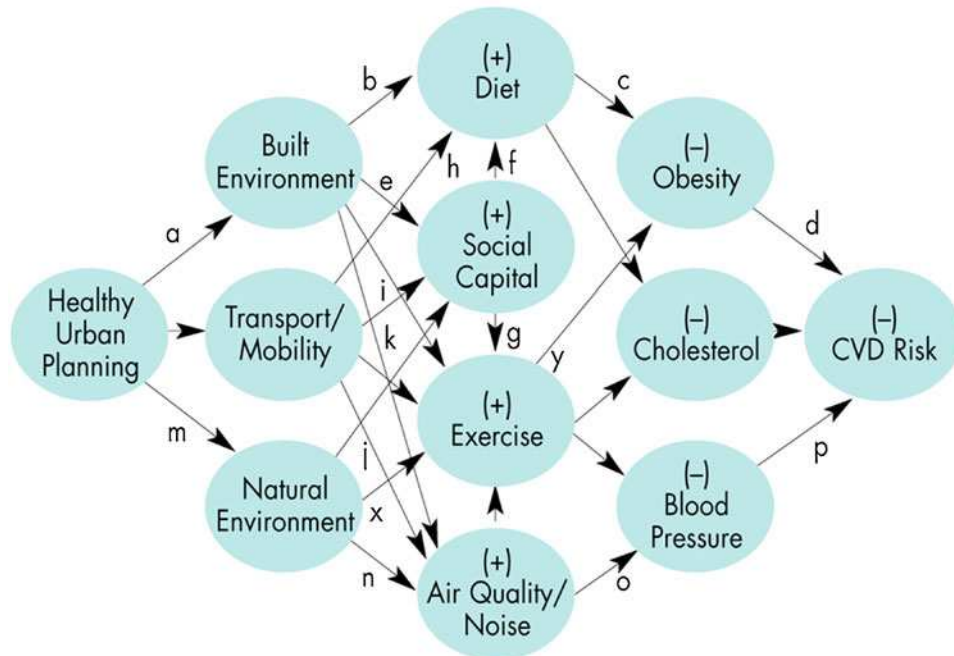 (+)
Diet
b
c
Built
Environment
h
f
(–)
Obesity
e
(+)
Social
Capital
a
d
i
Healthy
Urban
Planning
Transport/
Mobility
k
g
y
(–)
Cholesterol
(–)
CVD Risk
m
j
(+)
Exercise
p
Natural
Environment
x
n
(–)
Blood
Pressure
(+)
Air Quality/
Noise
o